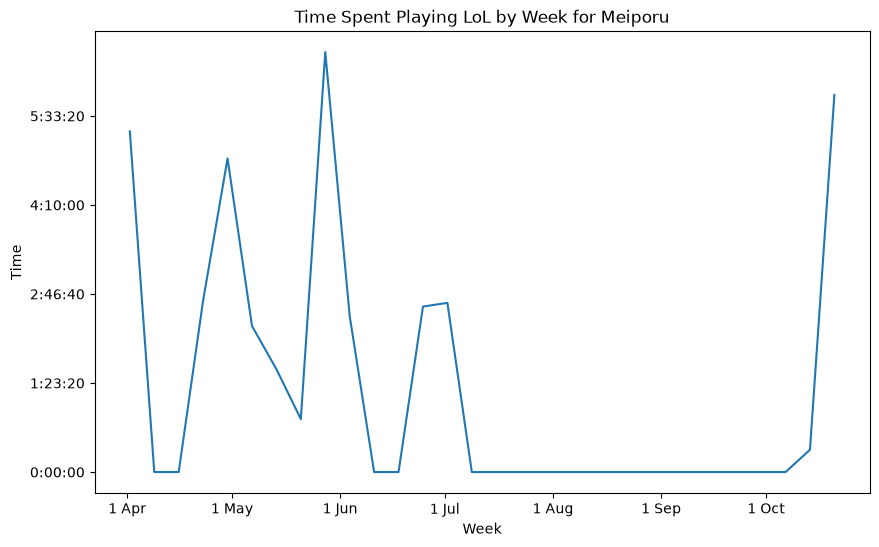 Time Spent Playing LoL by Week for Meiporu
Time
5:33:20
4:10:00
2:46:40
1:23:20
0:00:00
1 Apr
1 May
1 Jun
1 Jul
1 Aug
1 Sep
1 Oct
Week